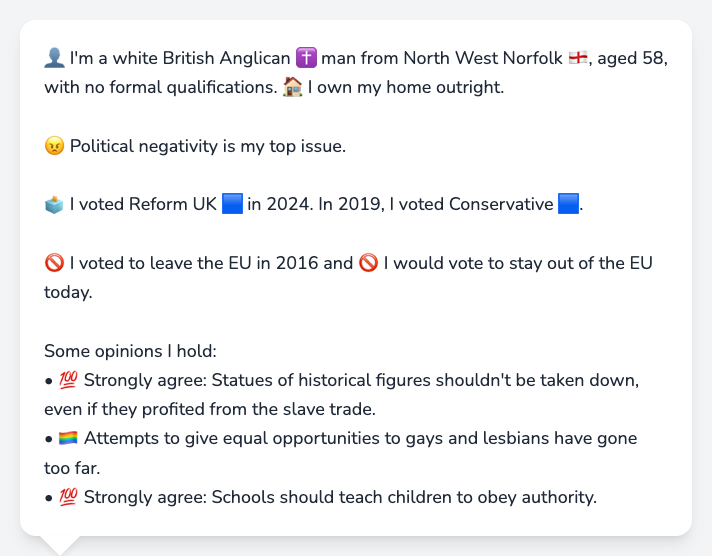 👤 I'm a white British Anglican ✝️ man from North West Norfolk 🏴󠁧󠁢󠁥󠁮󠁧󠁿, aged 58,
with no formal qualifications. 🏠 I own my home outright.
😠 Political negativity is my top issue.
🗳️ I voted Reform UK 🟦 in 2024. In 2019, I voted Conservative 🟦.
🚫 I voted to leave the EU in 2016 and 🚫 I would vote to stay out of the EU
today.
Some opinions I hold:
• 💯 Strongly agree: Statues of historical figures shouldn't be taken down,
even if they profited from the slave trade.
• 🏳️‍🌈 Attempts to give equal opportunities to gays and lesbians have gone
too far.
• 💯 Strongly agree: Schools should teach children to obey authority.